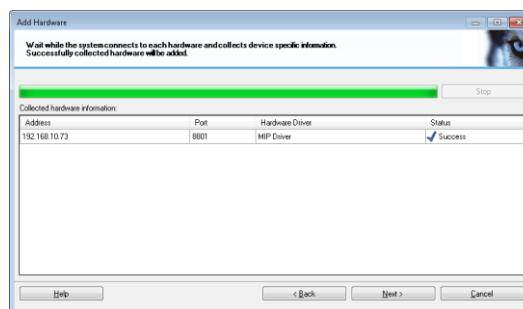 Add Hardware
Wait while the system connects to each hardware and collects device specific information.
Successfully collected hardware will be added.
Stop
Collected hardware information:
Address Port Hardware Driver Status
192.168.10.73 8801 MIP Driver Success
Help < Back Next > Cancel